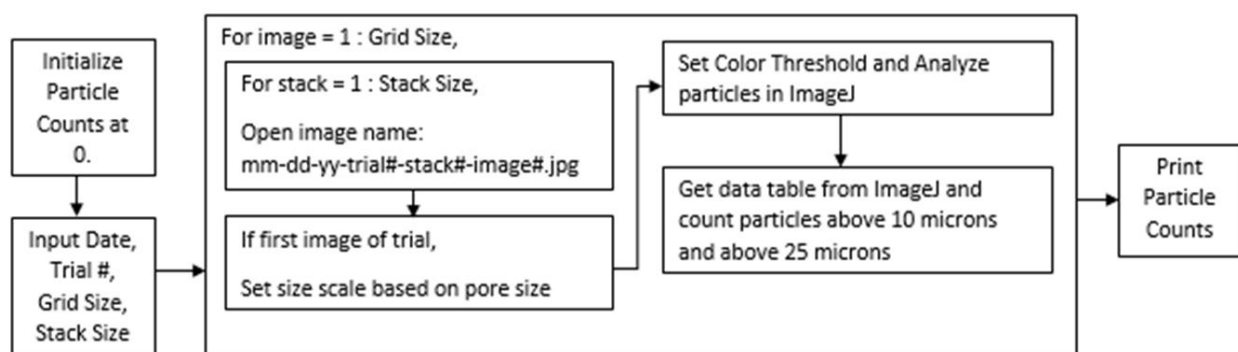 Initialize
Particle
Counts at
0.
Input Date,
Trial #,
Grid Size,
Stack Size
For image = 1 : Grid Size,
For stack = 1 : Stack Size,
Open image name:
mm-dd-yy-trial#-stack#-image#.jpg
If first image of trial,
Set size scale based on pore size
Set Color Threshold and Analyze
particles in ImageJ
Get data table from ImageJ and
count particles above 10 microns
and above 25 microns
Print
Particle
Counts